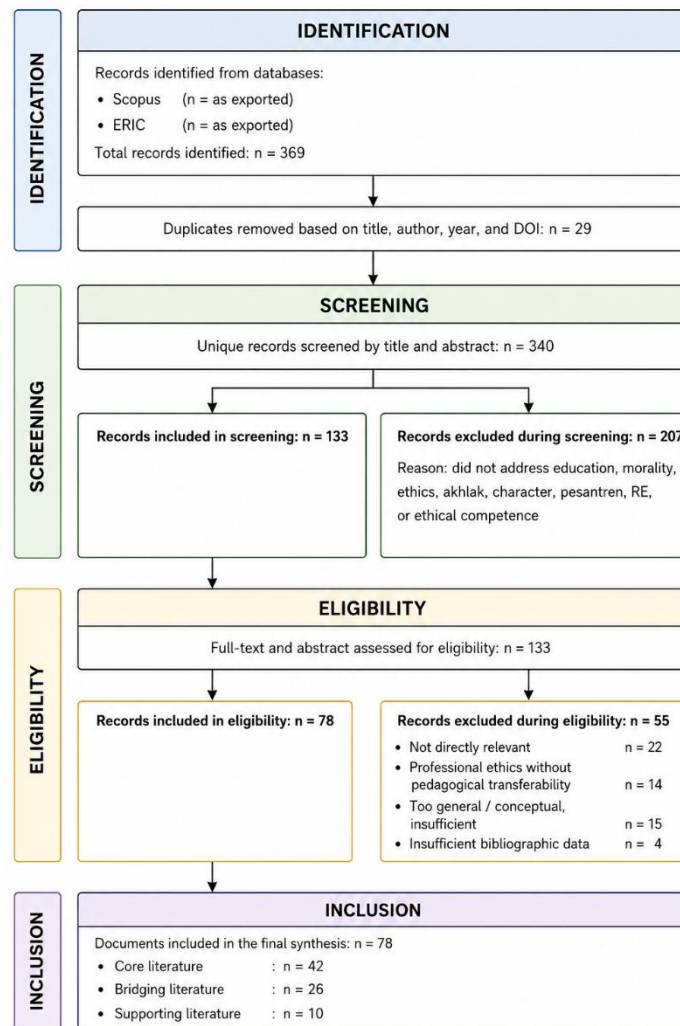 IDENTIFICATION
IDENTIFICATION
Records identified from databases:
• Scopus (n = as exported)
• ERIC (n = as exported)
Total records identified: n = 369
Duplicates removed based on title, author, year, and DOI: n = 29
SCREENING
SCREENING
Unique records screened by title and abstract: n = 340
Records included in screening: n = 133
Records excluded during screening: n = 207
Reason: did not address education, morality,
ethics, akhlak, character, pesantren, RE,
or ethical competence
ELIGIBILITY
ELIGIBILITY
Full-text and abstract assessed for eligibility: n = 133
Records included in eligibility: n = 78
Records excluded during eligibility: n = 55
• Not directly relevant n = 22
• Professional ethics without
pedagogical transferability n = 14
• Too general / conceptual,
insufficient n = 15
• Insufficient bibliographic data n = 4
INCLUSION
INCLUSION
Documents included in the final synthesis: n = 78
• Core literature : n = 42
• Bridging literature : n = 26
• Supporting literature : n = 10